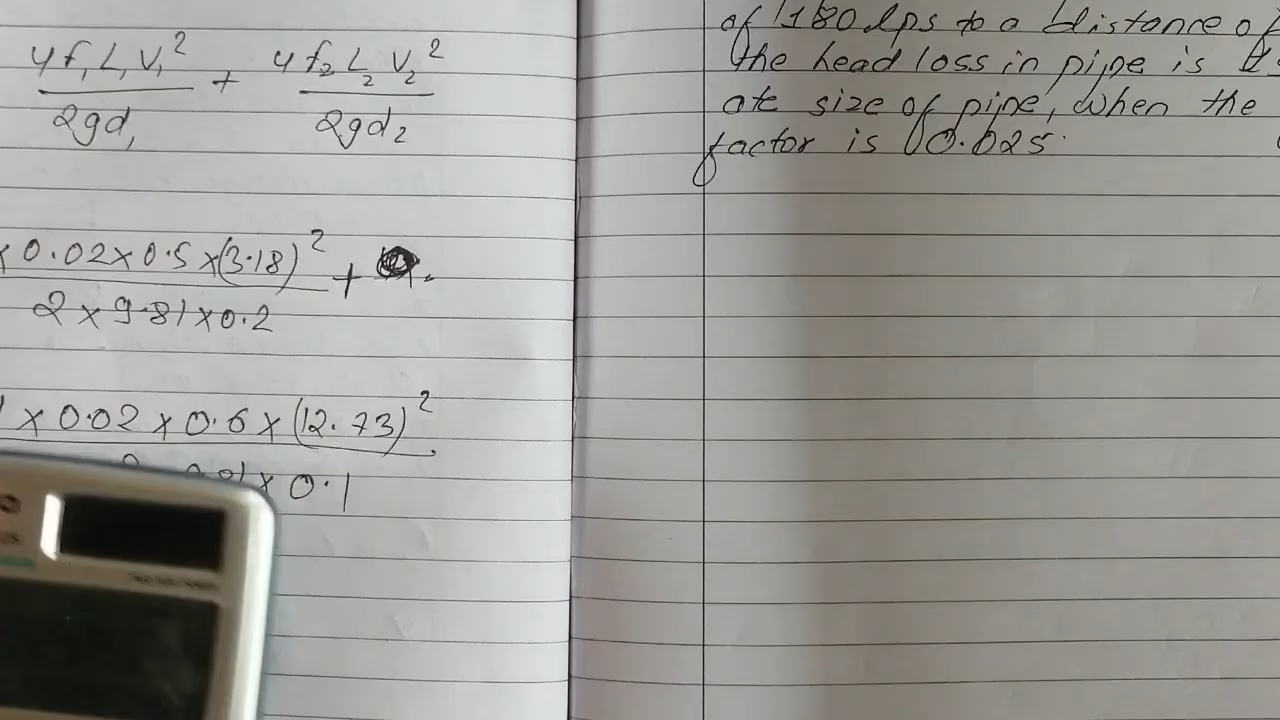 4f₁L₁V₁² + 4f₂L₂V₂²
2gd₁ 2gd₂
× 0.02 × 0.5 × (3.18)² +
2 × 9.81 × 0.2
× 0.02 × 0.6 × (12.73)²
× 0.1
of 180 lps to a distance of
the head loss in pipe is
ate size of pipe, when the
factor is 0.025.